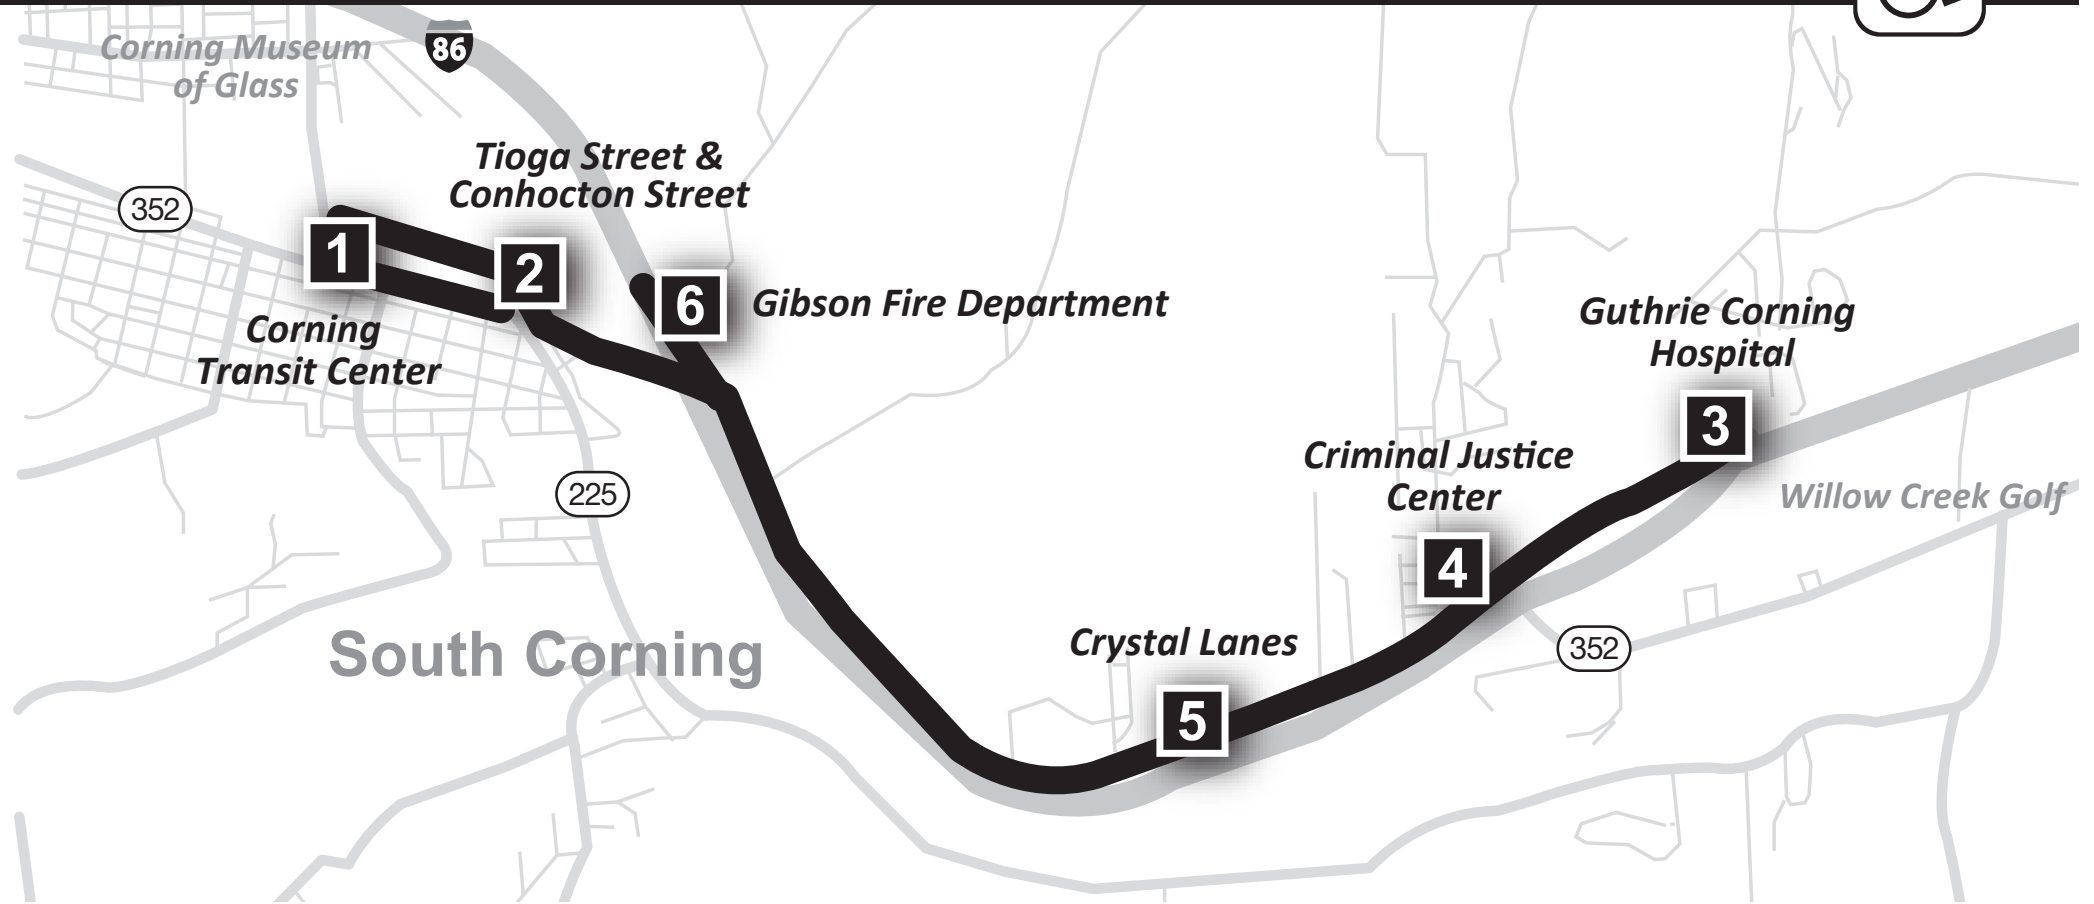 Corning Museum
of Glass
86
Tioga Street &
Conhocton Street
352
1
2
6
Gibson Fire Department
Corning
Transit Center
Guthrie Corning
Hospital
3
Criminal Justice
Center
Willow Creek Golf
225
4
South Corning
Crystal Lanes
352
5